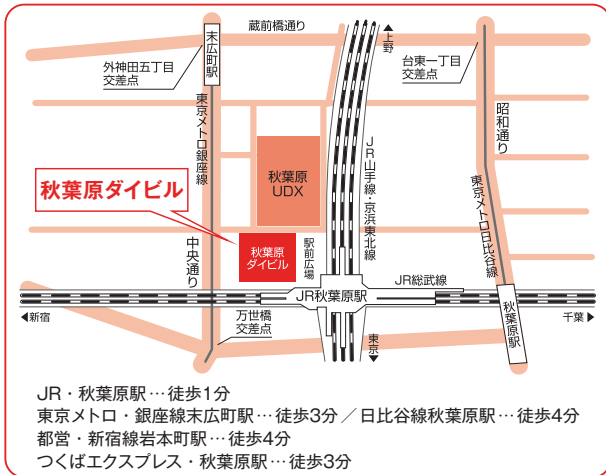 蔵前橋通り
末広町駅
上野
外神田五丁目
交差点
台東一丁目
交差点
東京メトロ銀座線
昭和通り
JR山手線・京浜東北線
秋葉原
UDX
秋葉原ダイビル
東京メトロ日比谷線
中央通り
秋葉原
ダイビル
駅前広場
JR総武線
JR秋葉原駅
秋葉原駅
新宿
千葉
万世橋
交差点
東京
JR・秋葉原駅…徒歩1分
東京メトロ・銀座線末広町駅…徒歩3分／日比谷線秋葉原駅…徒歩4分
都営・新宿線岩本町駅…徒歩4分
つくばエクスプレス・秋葉原駅…徒歩3分